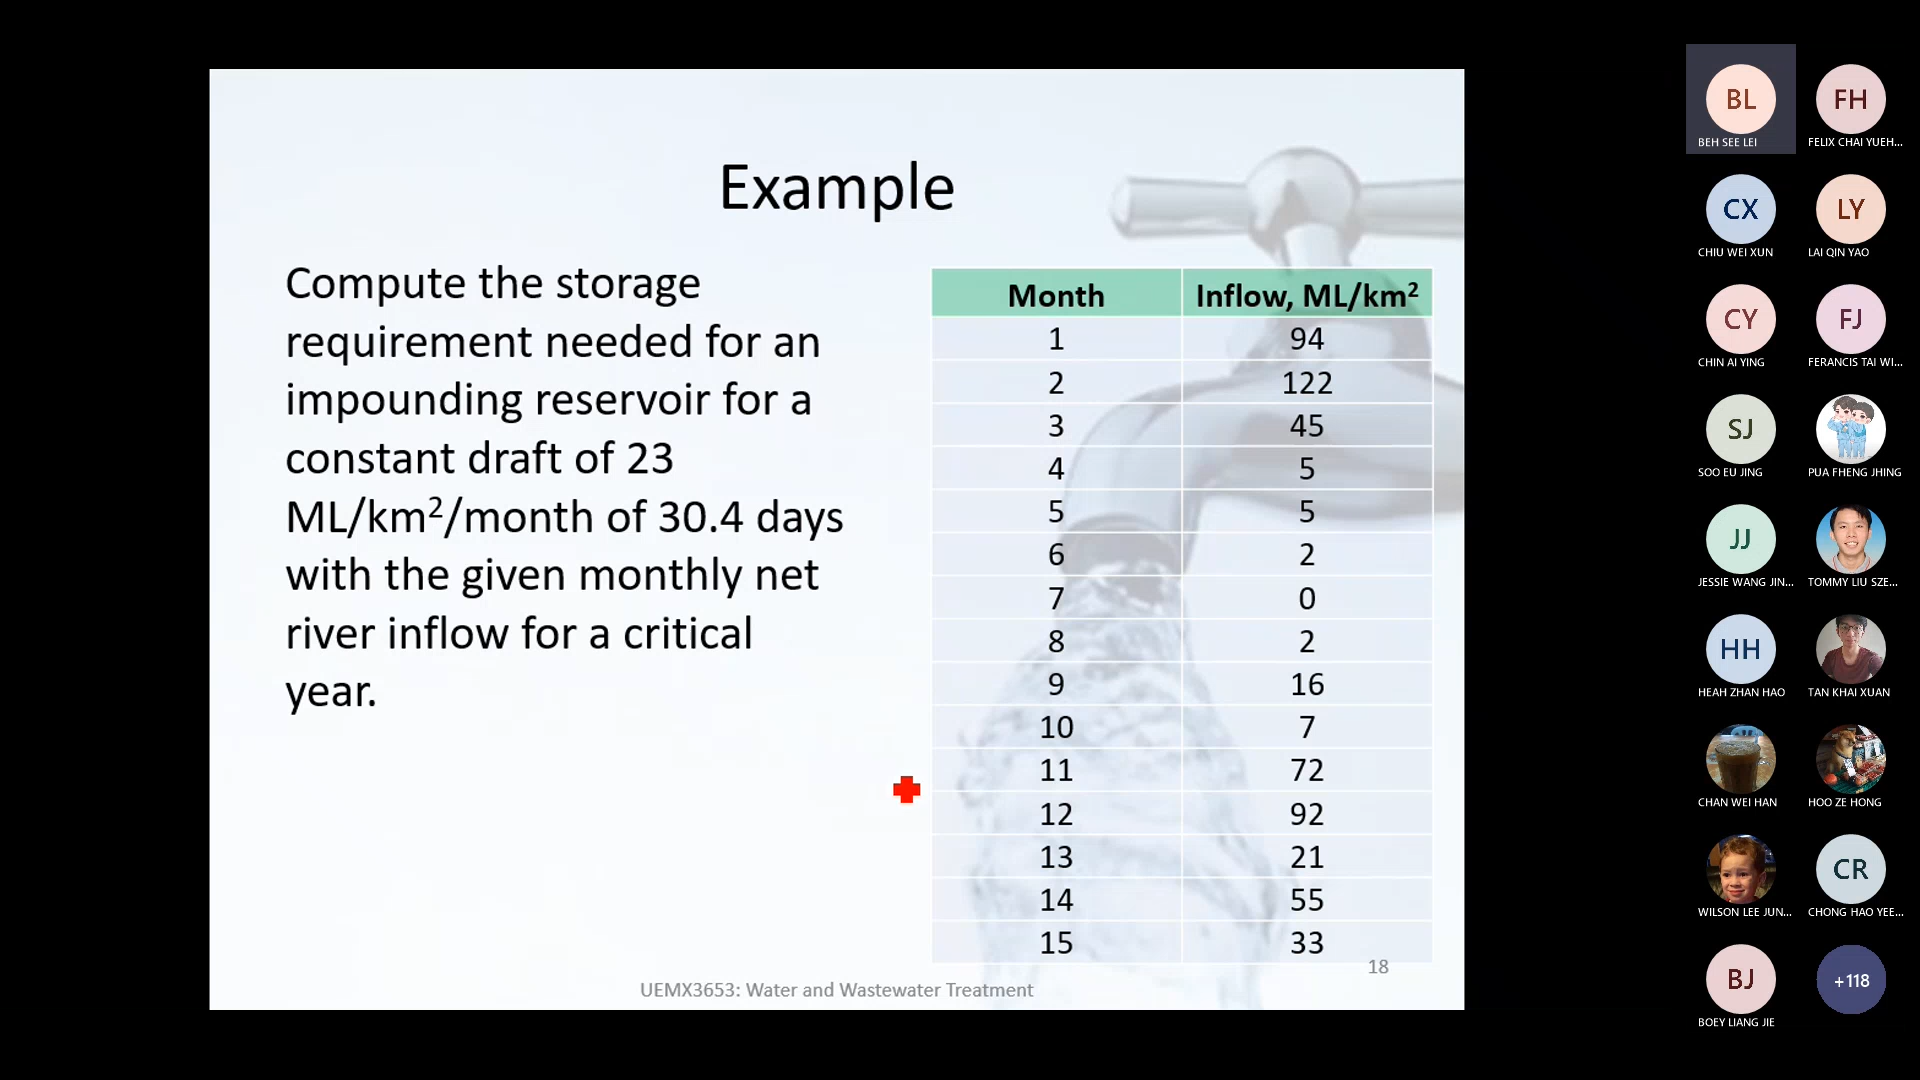 Example
Compute the storage
requirement needed for an
impounding reservoir for a
constant draft of 23
ML/km²/month of 30.4 days
with the given monthly net
river inflow for a critical
year.
Month Inflow, ML/km²
1 94
2 122
3 45
4 5
5 5
6 2
7 0
8 2
9 16
10 7
11 72
12 92
13 21
14 55
15 33
18
UEMX3653: Water and Wastewater Treatment
BL FH
BEH SEE LEI FELIX CHAI YUEH...
CX LY
CHIU WEI XUN LAI QIN YAO
CY FJ
CHIN AI YING FERANCIS TAI WI...
SJ
SOO EU JING PUA FHENG JHING
JJ
JESSIE WANG JIN... TOMMY LIU SZE...
HH
HEAH ZHAN HAO TAN KHAI XUAN
CHAN WEI HAN HOO ZE HONG
CR
WILSON LEE JUN... CHONG HAO YEE...
BJ +118
BOEY LIANG JIE